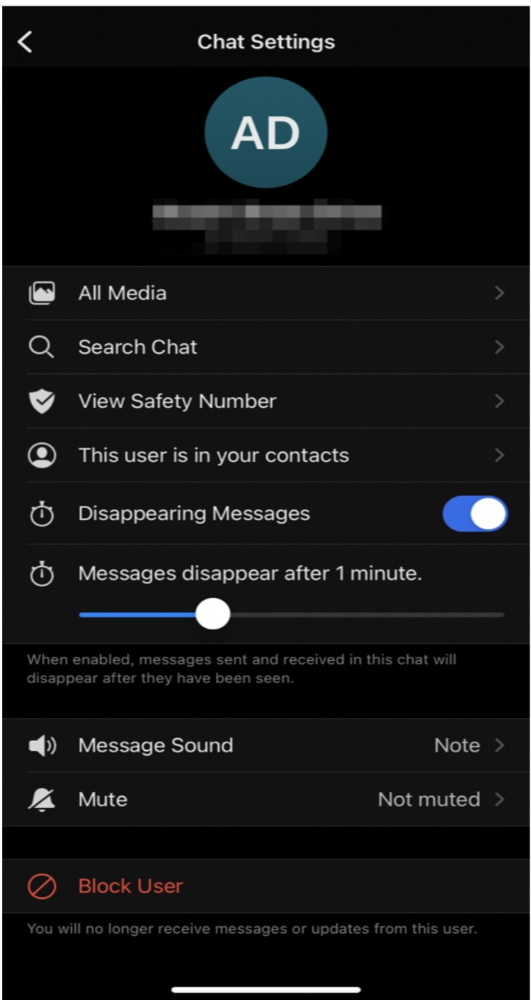 Chat Settings
AD
All Media
Search Chat
View Safety Number
This user is in your contacts
Disappearing Messages
Messages disappear after 1 minute.
When enabled, messages sent and received in this chat will
disappear after they have been seen.
Message Sound Note
Mute Not muted
Block User
You will no longer receive messages or updates from this user.